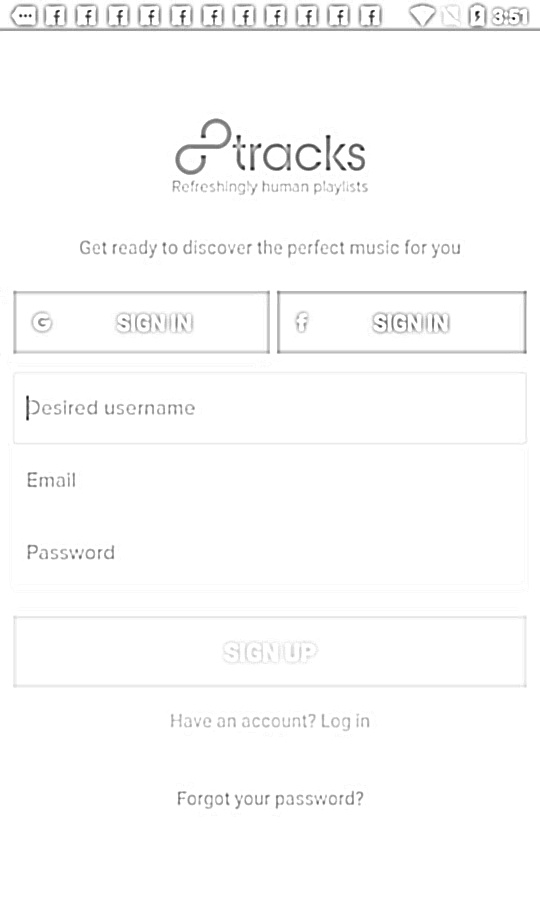 3:51
8tracks
Refreshingly human playlists
Get ready to discover the perfect music for you
G SIGN IN
f SIGN IN
Desired username
Email
Password
SIGN UP
Have an account? Log in
Forgot your password?